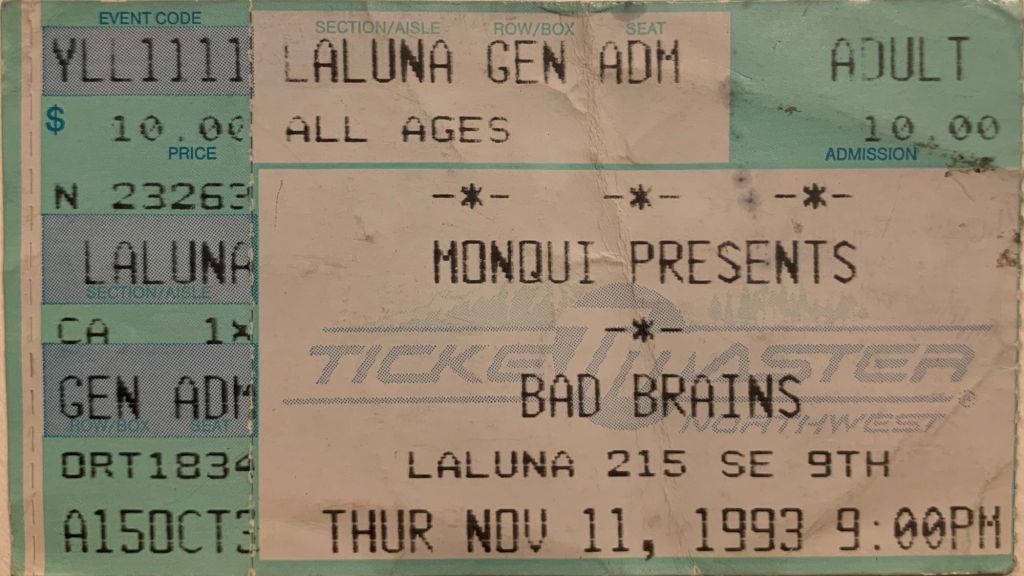 EVENT CODE
YLL1111
$ 10.00
PRICE
N 23263
LALUNA
SECTION/AISLE
CA 1X
GEN ADM
ROW/BOX SEAT
ORT1834
A15OCT3
SECTION/AISLE ROW/BOX SEAT
LALUNA GEN ADM ADULT
ALL AGES 10.00
ADMISSION
-*- -*- -*-
MONQUI PRESENTS
-*-
TICKETMASTER
BAD BRAINS
NORTHWEST®
LALUNA 215 SE 9TH
THUR NOV 11, 1993 9:00PM